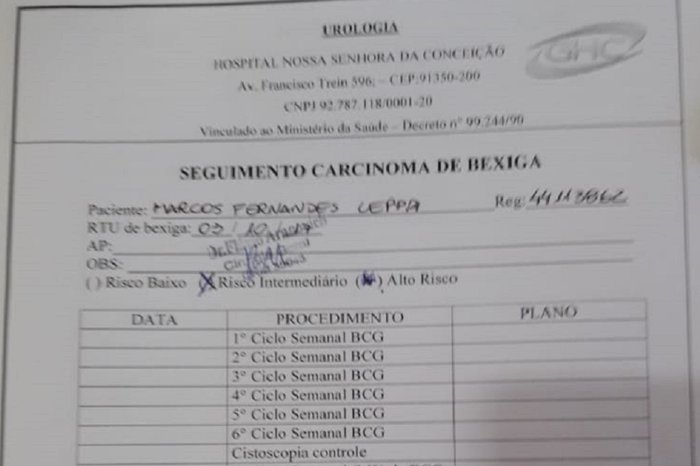 UROLOGIA
GHC
HOSPITAL NOSSA SENHORA DA CONCEIÇÃO
Av. Francisco Trein 596; – CEP:91350-200
CNPJ 92.787.118/0001-20
Vinculado ao Ministério da Saúde – Decreto nº 99.244/90
SEGUIMENTO CARCINOMA DE BEXIGA
Paciente: MARCOS FERNANDES LEPPA Reg:
RTU de bexiga: 03/10/
AP:
OBS:
( ) Risco Baixo (X) Risco Intermediário ( ) Alto Risco
DATA PROCEDIMENTO PLANO
1º Ciclo Semanal BCG
2º Ciclo Semanal BCG
3º Ciclo Semanal BCG
4º Ciclo Semanal BCG
5º Ciclo Semanal BCG
6º Ciclo Semanal BCG
Cistoscopia controle